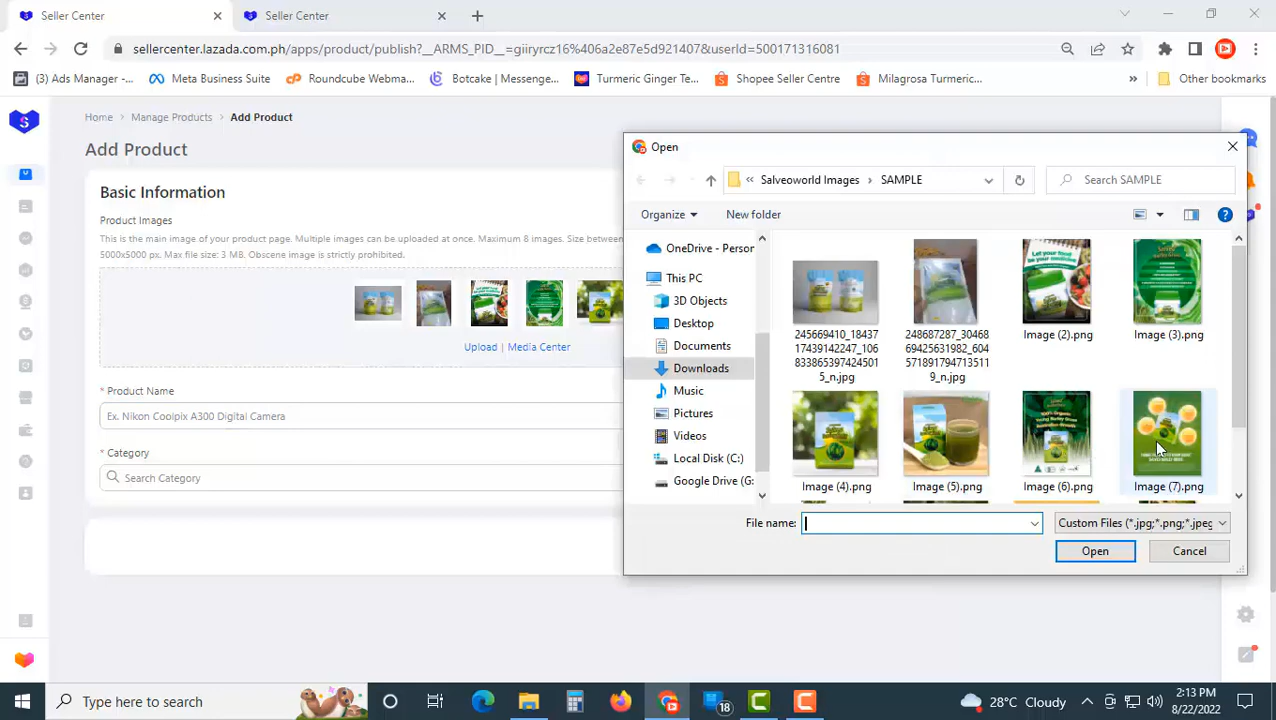 Seller Center
Seller Center
sellercenter.lazada.com.ph/apps/product/publish?__ARMS_PID__=giiryrcz16%406a2e87e5d921407&userId=500171316081
(3) Ads Manager -...
Meta Business Suite
Roundcube Webma...
Botcake | Messenge...
Turmeric Ginger Te...
Shopee Seller Centre
Milagrosa Turmeric...
»
Other bookmarks
Home > Manage Products > Add Product
Add Product
Basic Information
Product Images
This is the main image of your product page. Multiple images can be uploaded at once. Maximum 8 images. Size between
5000x5000 px. Max file size: 3 MB. Obscene image is strictly prohibited.
Upload | Media Center
* Product Name
Ex. Nikon Coolpix A300 Digital Camera
* Category
Search Category
Open
« Salveoworld Images > SAMPLE
Search SAMPLE
Organize
New folder
OneDrive - Person
This PC
3D Objects
Desktop
Documents
Downloads
Music
Pictures
Videos
Local Disk (C:)
Google Drive (G:
Let your food
be your
245669410_18437
17439142247_106
833865397424501
5_n.jpg
248687287_30468
69425631982_604
571891794713511
9_n.jpg
Image (2).png
Image (3).png
Image (4).png
Image (5).png
Image (6).png
Image (7).png
File name:
Custom Files (*.jpg;*.png;*.jpeg
Open
Cancel
Type here to search
18
28°C Cloudy
2:13 PM
8/22/2022